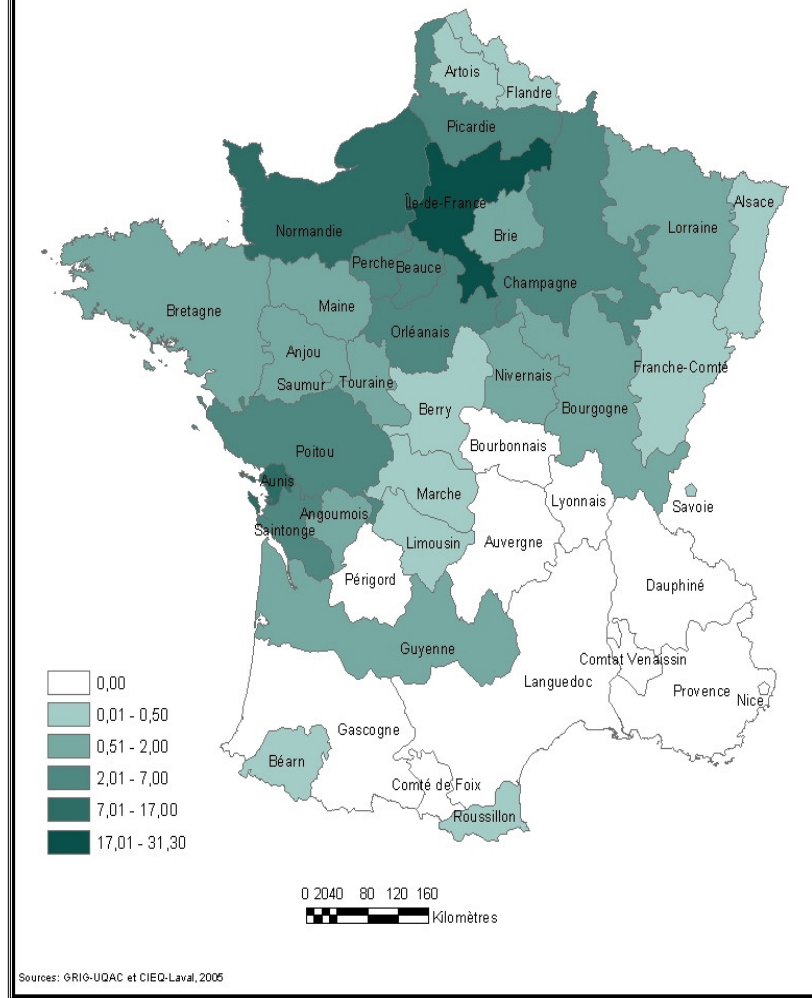 Artois
Flandre
Picardie
Île-de-France
Alsace
Normandie
Brie
Lorraine
Perche
Beauce
Champagne
Bretagne
Maine
Orléanais
Anjou
Franche-Comté
Saumur
Touraine
Nivernais
Berry
Bourgogne
Bourbonnais
Poitou
Aunis
Marche
Lyonnais
Savoie
Angoumois
Saintonge
Limousin
Auvergne
Périgord
Dauphiné
Guyenne
Comtat Venaissin
Languedoc
Provence
Nice
Gascogne
Béarn
Comté de Foix
Roussillon
0,00
0,01 - 0,50
0,51 - 2,00
2,01 - 7,00
7,01 - 17,00
17,01 - 31,30
0 2040 80 120 160
Kilomètres
Sources: GRIG-UQAC et CIEQ-Laval, 2005